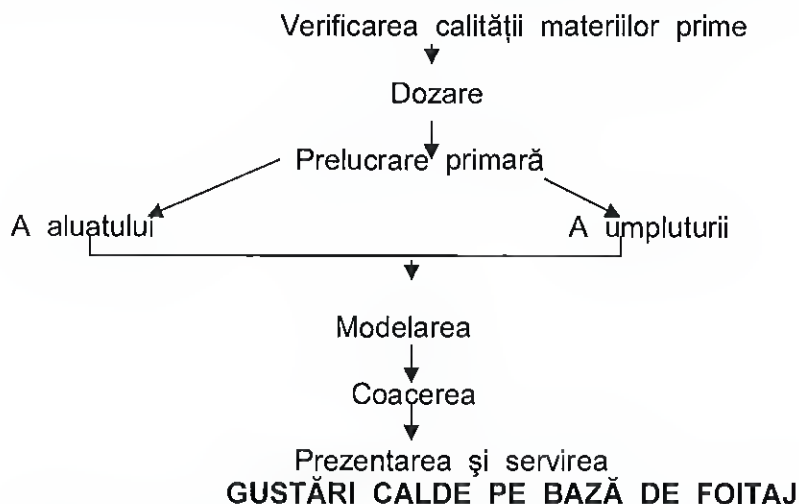 Verificarea calității materiilor prime
Dozare
Prelucrare primară
A aluatului A umpluturii
Modelarea
Coacerea
Prezentarea şi servirea
GUSTĂRI CALDE PE BAZĂ DE FOITAJ